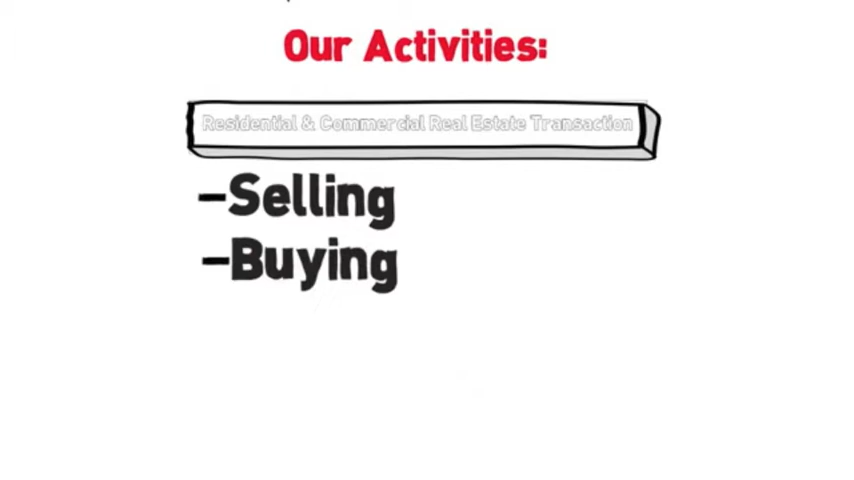 Our Activities:
Residential & Commercial Real Estate Transaction
-Selling
-Buying